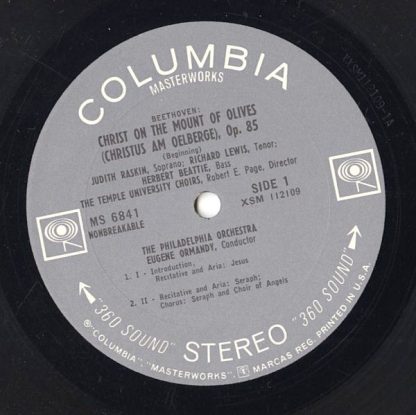 COLUMBIA
MASTERWORKS
BEETHOVEN:
CHRIST ON THE MOUNT OF OLIVES
(CHRISTUS AM OELBERGE), Op. 85
(Beginning)
JUDITH RASKIN, Soprano; RICHARD LEWIS, Tenor;
HERBERT BEATTIE, Bass
THE TEMPLE UNIVERSITY CHOIRS, Robert E. Page, Director
MS 6841
NONBREAKABLE
SIDE 1
XSM 112109
THE PHILADELPHIA ORCHESTRA
EUGENE ORMANDY, Conductor
1. I - Introduction,
Recitative and Aria: Jesus
2. II - Recitative and Aria: Seraph;
Chorus: Seraph and Choir of Angels
"360 SOUND" STEREO "360 SOUND"
® "COLUMBIA", "MASTERWORKS", MARCAS REG. PRINTED IN U.S.A.